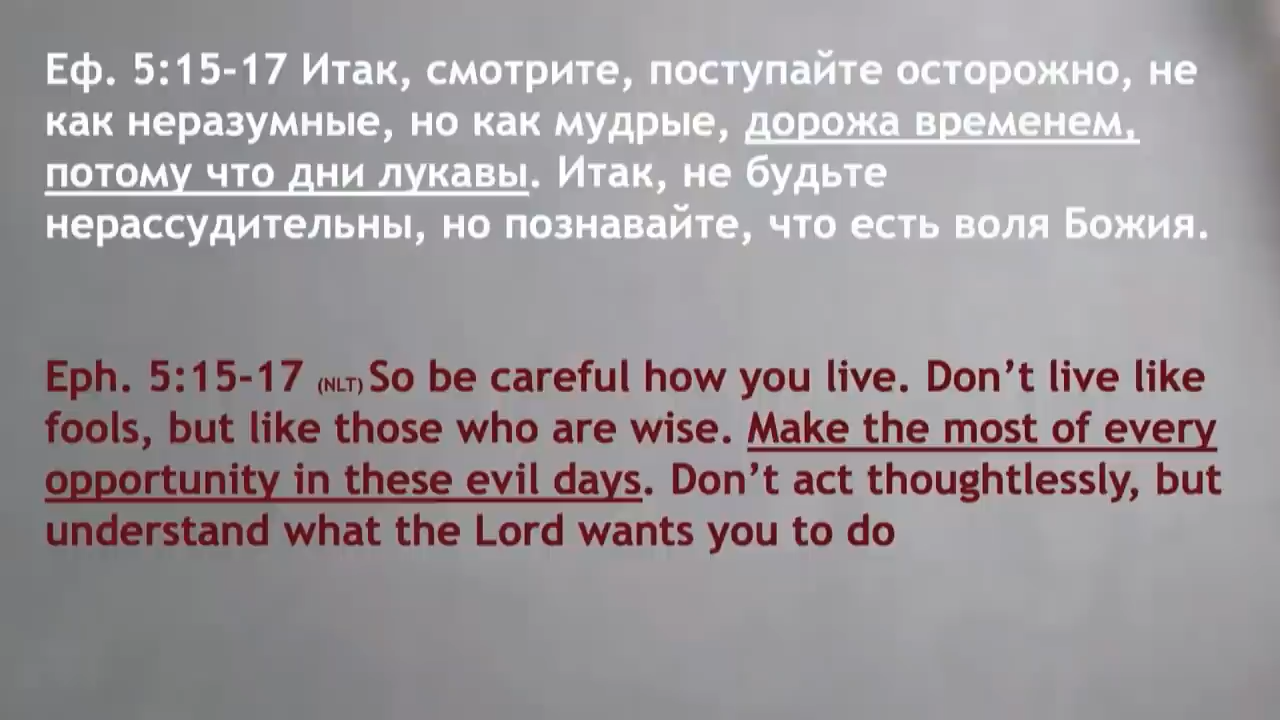 Еф. 5:15-17 Итак, смотрите, поступайте осторожно, не
как неразумные, но как мудрые, дорожа временем,
потому что дни лукавы. Итак, не будьте
нерассудительны, но познавайте, что есть воля Божия.
Eph. 5:15-17 (NLT) So be careful how you live. Don’t live like
fools, but like those who are wise. Make the most of every
opportunity in these evil days. Don’t act thoughtlessly, but
understand what the Lord wants you to do